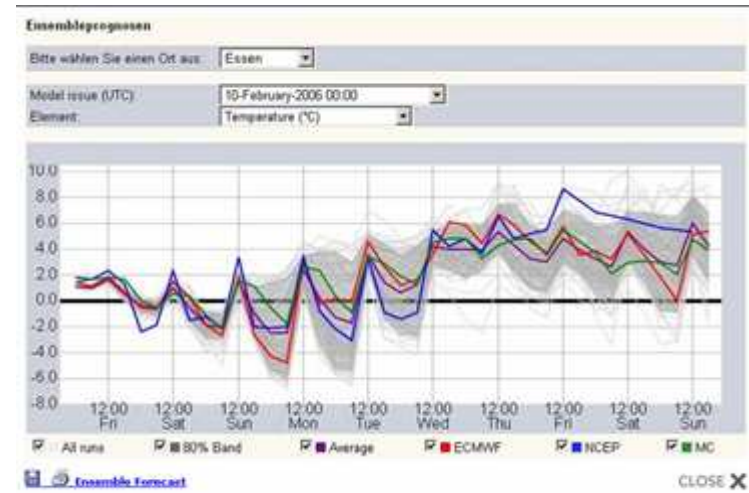 Ensembleprognosen
Bitte wählen Sie einen Ort aus: Essen
Model issue (UTC): 10-February-2006 00:00
Element: Temperature (°C)
10.0
8.0
6.0
4.0
2.0
0.0
-2.0
-4.0
-6.0
-8.0
12:00 12:00 12:00 12:00 12:00 12:00 12:00 12:00 12:00 12:00
Fri Sat Sun Mon Tue Wed Thu Fri Sat Sun
All runs 80% Band Average ECMWF NCEP MC
Ensemble Forecast CLOSE X